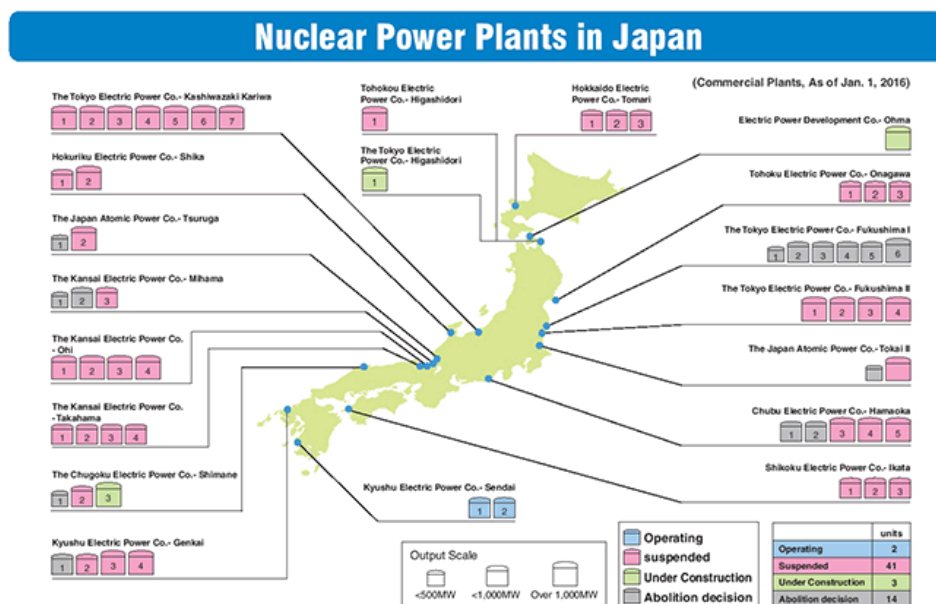 Nuclear Power Plants in Japan
(Commercial Plants, As of Jan. 1, 2016)
The Tokyo Electric Power Co.- Kashiwazaki Kariwa
1 2 3 4 5 6 7
Hokuriku Electric Power Co.- Shika
1 2
The Japan Atomic Power Co.- Tsuruga
1 2
The Kansai Electric Power Co.- Mihama
1 2 3
The Kansai Electric Power Co.
- Ohi
1 2 3 4
The Kansai Electric Power Co.
-Takahama
1 2 3 4
The Chugoku Electric Power Co.- Shimane
1 2 3
Kyushu Electric Power Co.- Genkai
1 2 3 4
Tohokou Electric
Power Co.- Higashidori
1
The Tokyo Electric
Power Co.- Higashidori
1
Hokkaido Electric
Power Co.- Tomari
1 2 3
Electric Power Development Co.- Ohma
Tohoku Electric Power Co.- Onagawa
1 2 3
The Tokyo Electric Power Co.- Fukushima I
1 2 3 4 5 6
The Tokyo Electric Power Co.- Fukushima II
1 2 3 4
The Japan Atomic Power Co.-Tokai II
Chubu Electric Power Co.- Hamaoka
1 2 3 4 5
Shikoku Electric Power Co.- Ikata
1 2 3
Kyushu Electric Power Co.- Sendai
1 2
Output Scale
<500MW <1,000MW Over 1,000MW
Operating
suspended
Under Construction
Abolition decision
units
Operating 2
Suspended 41
Under Construction 3
Abolition decision 14